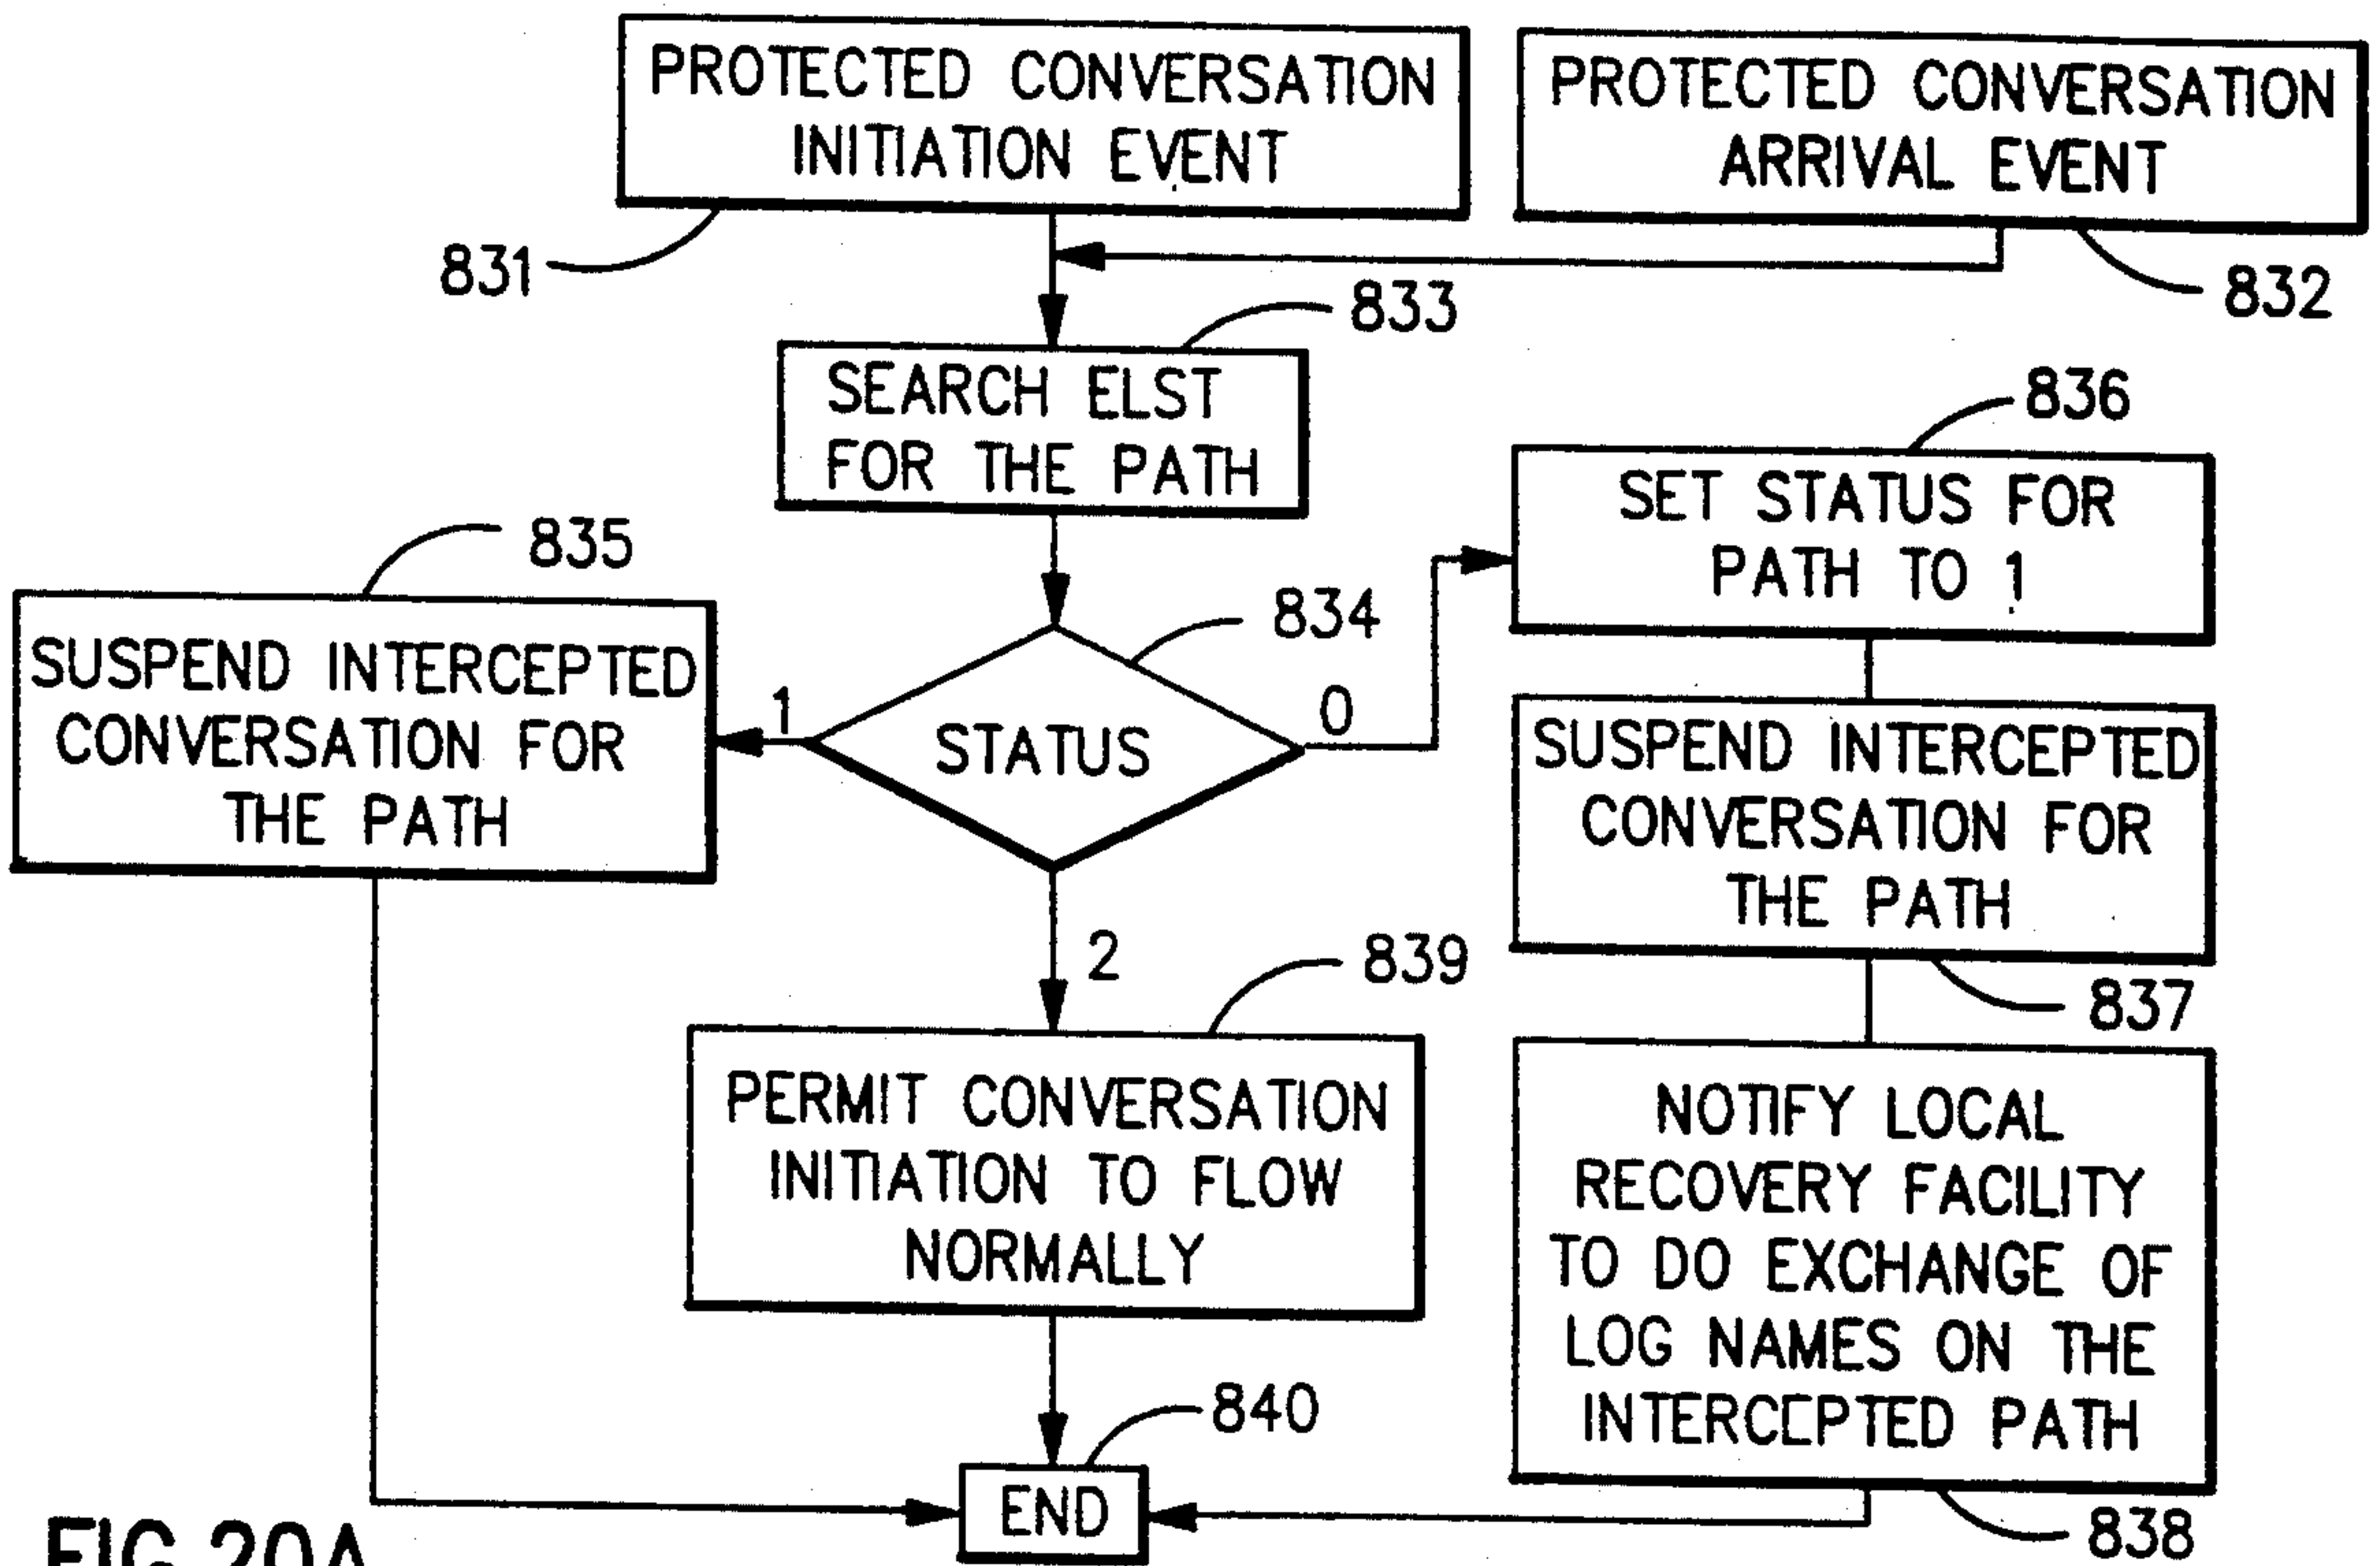 PROTECTED CONVERSATION
INITIATION EVENT
PROTECTED CONVERSATION
ARRIVAL EVENT
831
832
833
SEARCH ELST
FOR THE PATH
836
SET STATUS FOR
PATH TO 1
835
834
SUSPEND INTERCEPTED
CONVERSATION FOR
THE PATH
1
STATUS
0
SUSPEND INTERCEPTED
CONVERSATION FOR
THE PATH
2
839
837
PERMIT CONVERSATION
INITIATION TO FLOW
NORMALLY
NOTIFY LOCAL
RECOVERY FACILITY
TO DO EXCHANGE OF
LOG NAMES ON THE
INTERCEPTED PATH
840
END
838
FIG.20A